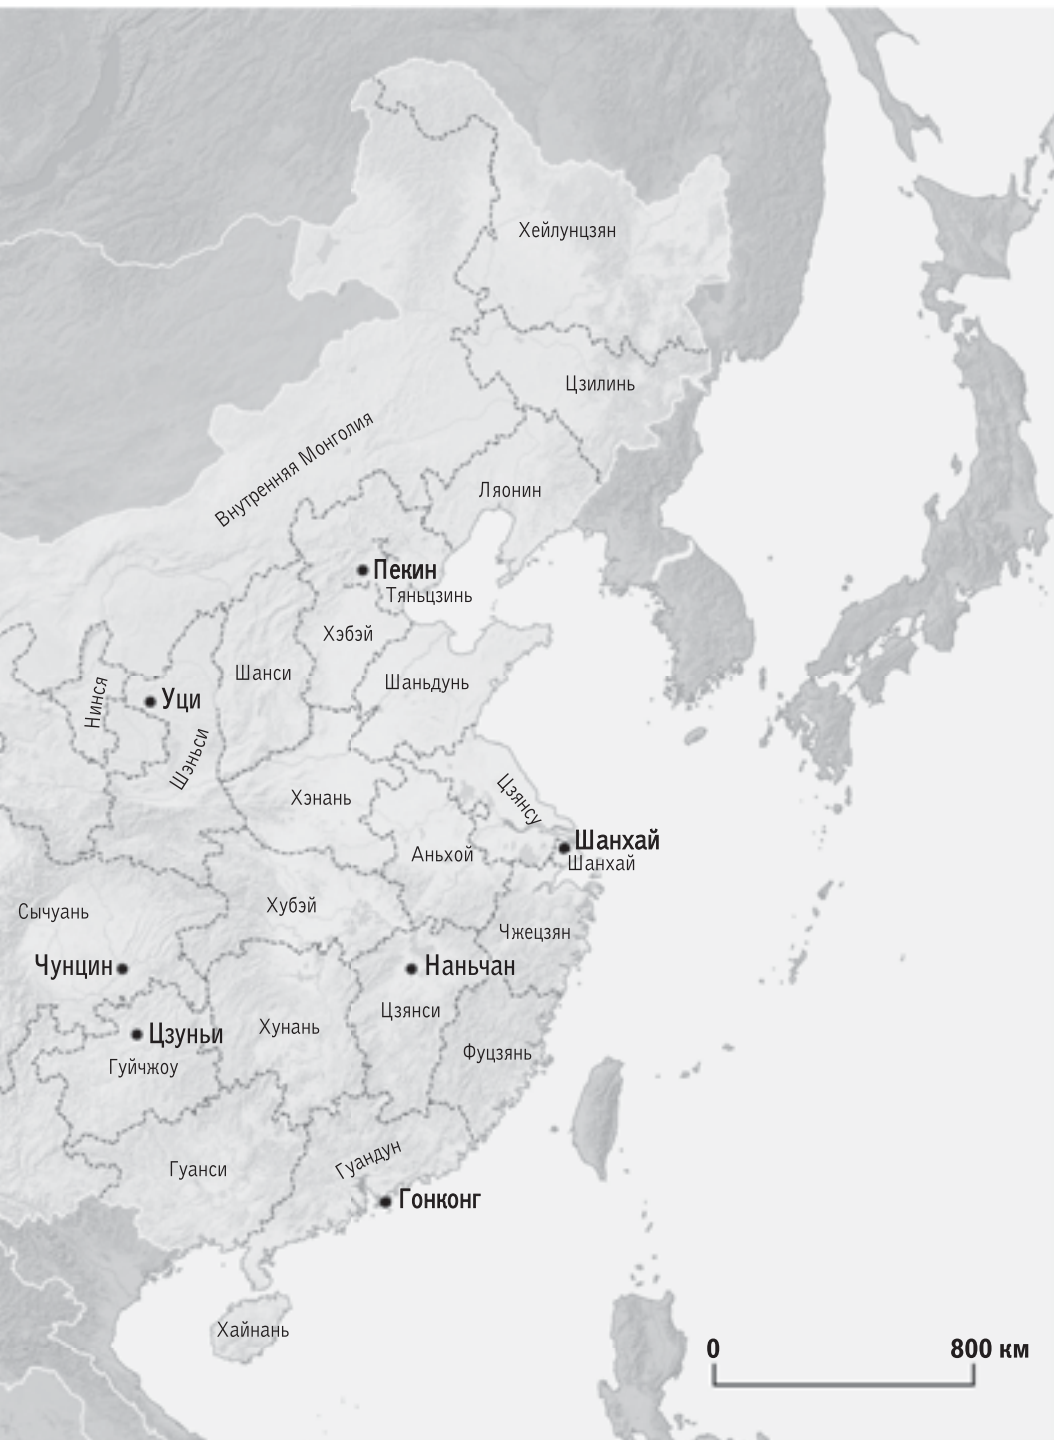 Хейлунцзян
Цзилинь
Внутренняя Монголия
Ляонин
Пекин
Тяньцзинь
Хэбэй
Шанси
Шаньдунь
Нинся
Уци
Шэньси
Хэнань
Цзянсу
Аньхой
Шанхай
Шанхай
Сычуань
Хубэй
Чжецзян
Чунцин
Наньчан
Цзянси
Цзуньи
Хунань
Гуйчжоу
Фуцзянь
Гуанси
Гуандун
Гонконг
Хайнань
0 800 км